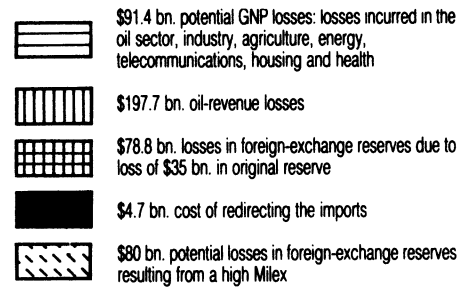 $91.4 bn. potential GNP losses: losses incurred in the
oil sector, industry, agriculture, energy,
telecommunications, housing and health
$197.7 bn. oil-revenue losses
$78.8 bn. losses in foreign-exchange reserves due to
loss of $35 bn. in original reserve
$4.7 bn. cost of redirecting the imports
$80 bn. potential losses in foreign-exchange reserves
resulting from a high Milex